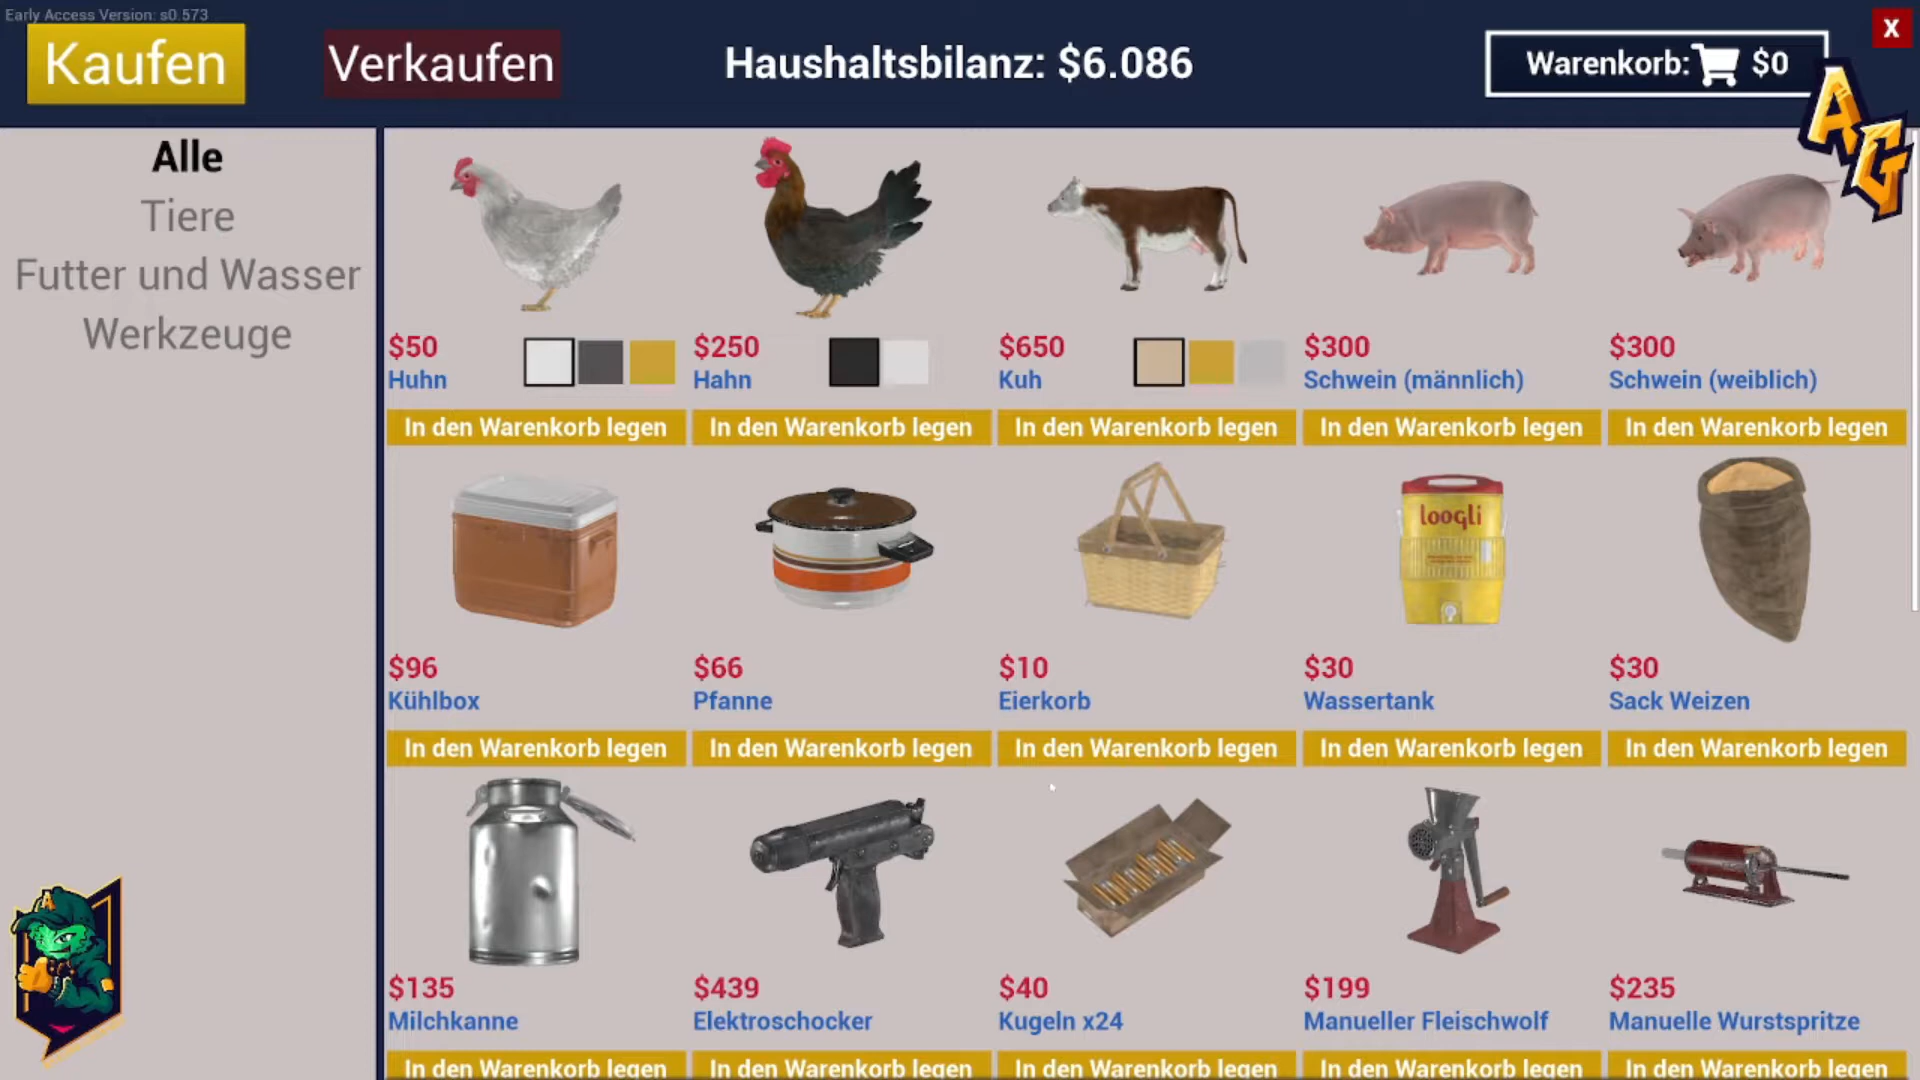 Early Access Version: s0.573
Kaufen
Verkaufen
Haushaltsbilanz: $6.086
Warenkorb: $0
X
AG
Alle
Tiere
Futter und Wasser
Werkzeuge
$50
Huhn
$250
Hahn
$650
Kuh
$300
Schwein (männlich)
$300
Schwein (weiblich)
In den Warenkorb legen
In den Warenkorb legen
In den Warenkorb legen
In den Warenkorb legen
In den Warenkorb legen
loogli
$96
Kühlbox
$66
Pfanne
$10
Eierkorb
$30
Wassertank
$30
Sack Weizen
In den Warenkorb legen
In den Warenkorb legen
In den Warenkorb legen
In den Warenkorb legen
In den Warenkorb legen
$135
Milchkanne
$439
Elektroschocker
$40
Kugeln x24
$199
Manueller Fleischwolf
$235
Manuelle Wurstspritze
In den Warenkorb legen
In den Warenkorb legen
In den Warenkorb legen
In den Warenkorb legen
In den Warenkorb legen